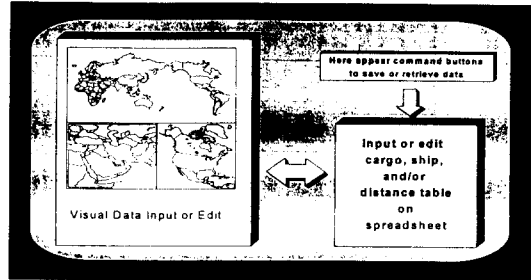 Here appear command buttons
to save or retrieve data
Input or edit
cargo, ship,
and/or
distance table
on
spreadsheet
Visual Data Input or Edit